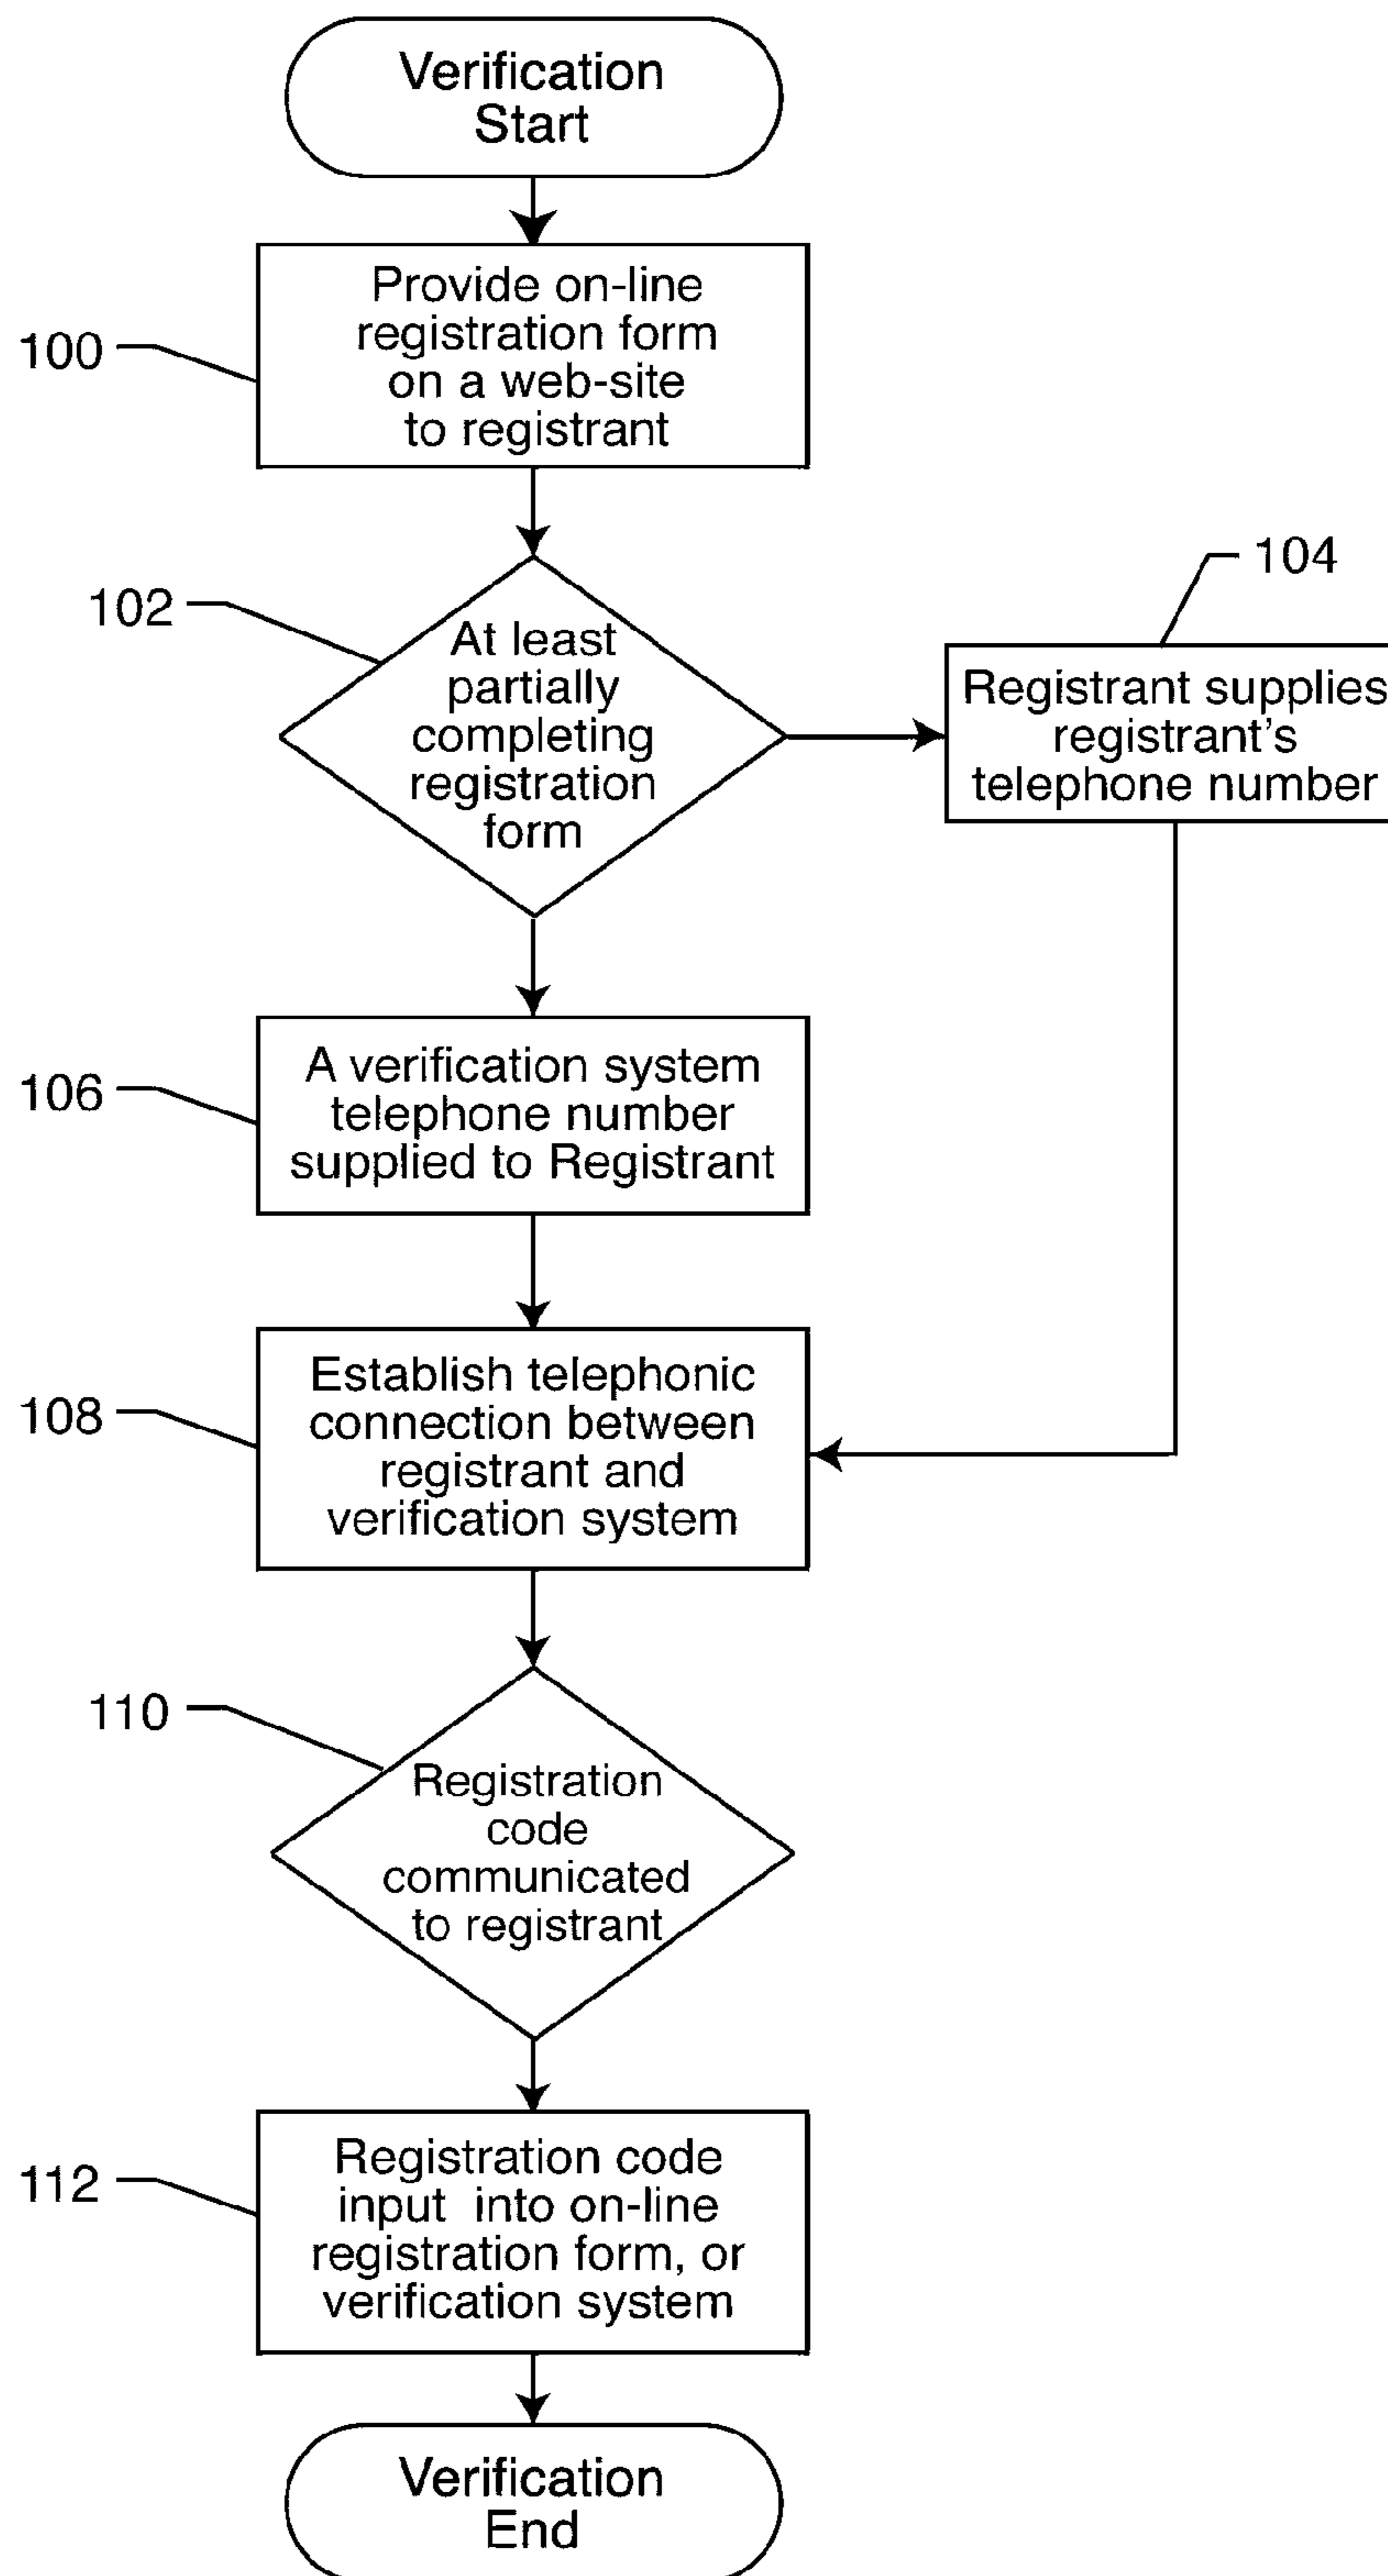 Verification
Start
100
Provide on-line
registration form
on a web-site
to registrant
102
At least
partially
completing
registration
form
104
Registrant supplies
registrant's
telephone number
106
A verification system
telephone number
supplied to Registrant
108
Establish telephonic
connection between
registrant and
verification system
110
Registration
code
communicated
to registrant
112
Registration code
input into on-line
registration form, or
verification system
Verification
End